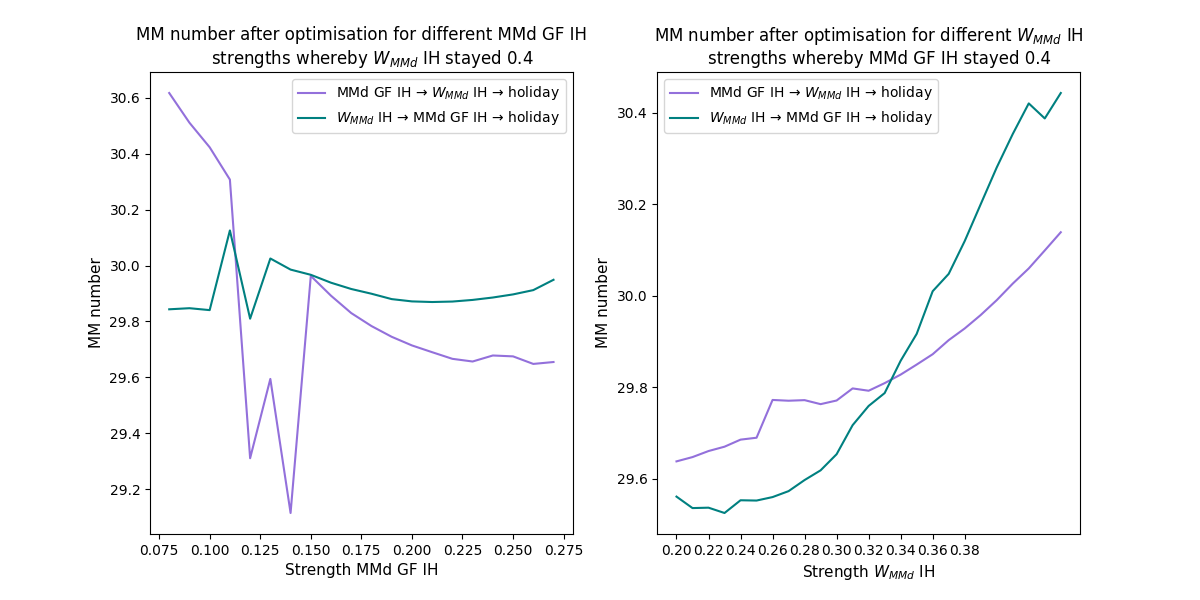 MM number after optimisation for different MMd GF IH
strengths whereby W_MMd IH stayed 0.4
MMd GF IH → W_MMd IH → holiday
W_MMd IH → MMd GF IH → holiday
30.6
30.4
30.2
30.0
29.8
29.6
29.4
29.2
MM number
0.075 0.100 0.125 0.150 0.175 0.200 0.225 0.250 0.275
Strength MMd GF IH
MM number after optimisation for different W_MMd IH
strengths whereby MMd GF IH stayed 0.4
MMd GF IH → W_MMd IH → holiday
W_MMd IH → MMd GF IH → holiday
30.4
30.2
30.0
29.8
29.6
MM number
0.20 0.22 0.24 0.26 0.28 0.30 0.32 0.34 0.36 0.38
Strength W_MMd IH